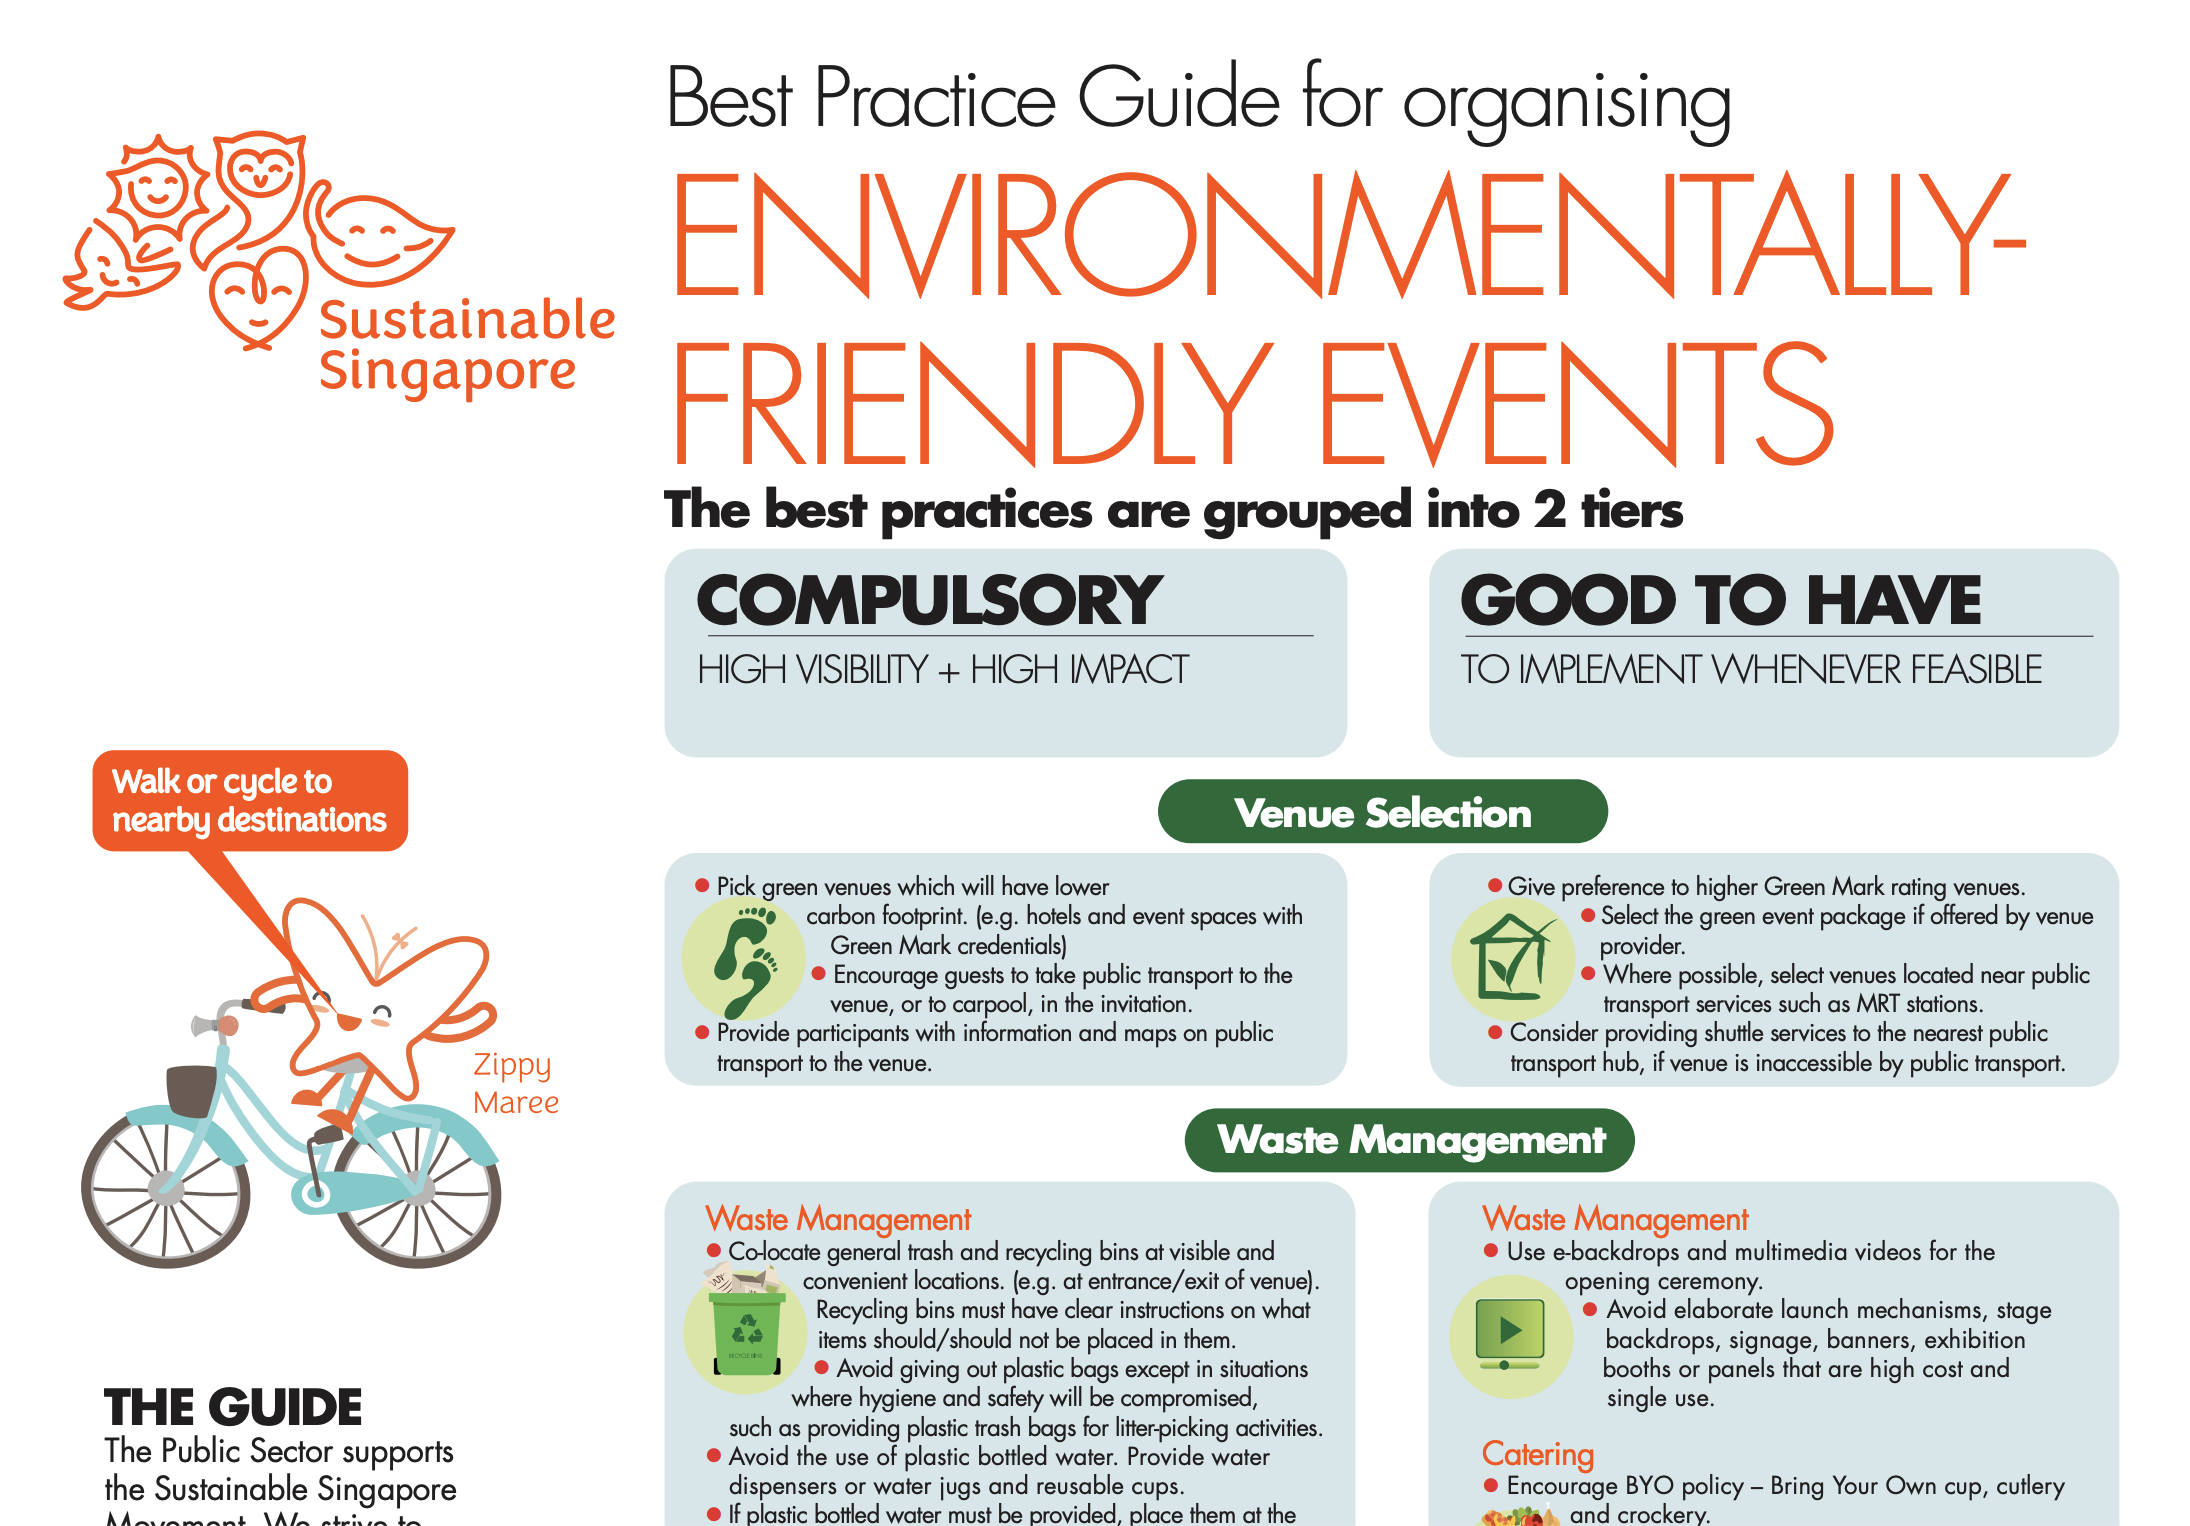 Best Practice Guide for organising
ENVIRONMENTALLY-
FRIENDLY EVENTS
Sustainable
Singapore
The best practices are grouped into 2 tiers
COMPULSORY
HIGH VISIBILITY + HIGH IMPACT
GOOD TO HAVE
TO IMPLEMENT WHENEVER FEASIBLE
Walk or cycle to
nearby destinations
Zippy
Maree
THE GUIDE
The Public Sector supports
the Sustainable Singapore
Movement. We strive to
Venue Selection
● Pick green venues which will have lower
carbon footprint. (e.g. hotels and event spaces with
Green Mark credentials)
● Encourage guests to take public transport to the
venue, or to carpool, in the invitation.
● Provide participants with information and maps on public
transport to the venue.
● Give preference to higher Green Mark rating venues.
● Select the green event package if offered by venue
provider.
● Where possible, select venues located near public
transport services such as MRT stations.
● Consider providing shuttle services to the nearest public
transport hub, if venue is inaccessible by public transport.
Waste Management
Waste Management
● Co-locate general trash and recycling bins at visible and
convenient locations. (e.g. at entrance/exit of venue).
Recycling bins must have clear instructions on what
items should/should not be placed in them.
● Avoid giving out plastic bags except in situations
where hygiene and safety will be compromised,
such as providing plastic trash bags for litter-picking activities.
● Avoid the use of plastic bottled water. Provide water
dispensers or water jugs and reusable cups.
● If plastic bottled water must be provided, place them at the
RECYCLE BINS
Waste Management
● Use e-backdrops and multimedia videos for the
opening ceremony.
● Avoid elaborate launch mechanisms, stage
backdrops, signage, banners, exhibition
booths or panels that are high cost and
single use.
Catering
● Encourage BYO policy – Bring Your Own cup, cutlery
and crockery.